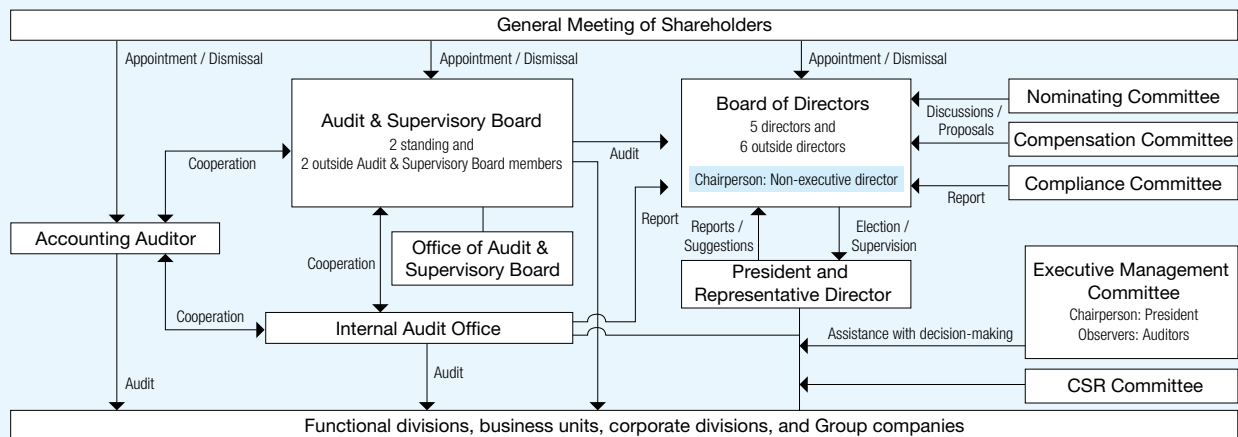 General Meeting of Shareholders
Appointment / Dismissal
Appointment / Dismissal
Appointment / Dismissal
Audit & Supervisory Board
2 standing and
2 outside Audit & Supervisory Board members
Board of Directors
5 directors and
6 outside directors
Chairperson: Non-executive director
Nominating Committee
Discussions /
Proposals
Compensation Committee
Compliance Committee
Report
Cooperation
Audit
Report
Accounting Auditor
Office of Audit &
Supervisory Board
Cooperation
Reports /
Suggestions
Election /
Supervision
President and
Representative Director
Executive Management
Committee
Chairperson: President
Observers: Auditors
Cooperation
Internal Audit Office
Assistance with decision-making
Audit
Audit
CSR Committee
Functional divisions, business units, corporate divisions, and Group companies